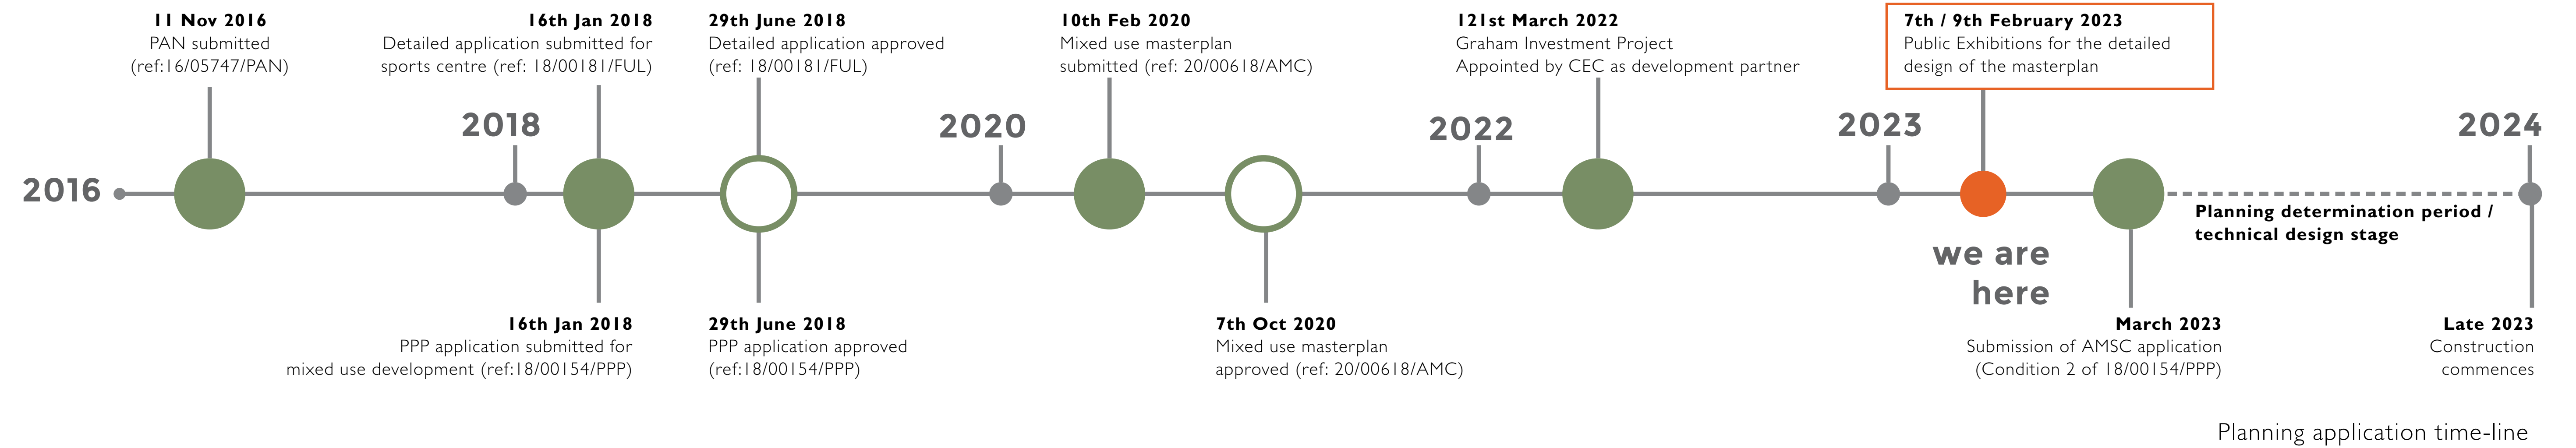 11 Nov 2016
PAN submitted
(ref:16/05747/PAN)
16th Jan 2018
Detailed application submitted for
sports centre (ref: 18/00181/FUL)
29th June 2018
Detailed application approved
(ref: 18/00181/FUL)
10th Feb 2020
Mixed use masterplan
submitted (ref: 20/00618/AMC)
121st March 2022
Graham Investment Project
Appointed by CEC as development partner
7th / 9th February 2023
Public Exhibitions for the detailed
design of the masterplan
2016
2018
2020
2022
2023
2024
Planning determination period /
technical design stage
we are
here
16th Jan 2018
PPP application submitted for
mixed use development (ref:18/00154/PPP)
29th June 2018
PPP application approved
(ref:18/00154/PPP)
7th Oct 2020
Mixed use masterplan
approved (ref: 20/00618/AMC)
March 2023
Submission of AMSC application
(Condition 2 of 18/00154/PPP)
Late 2023
Construction
commences
Planning application time-line